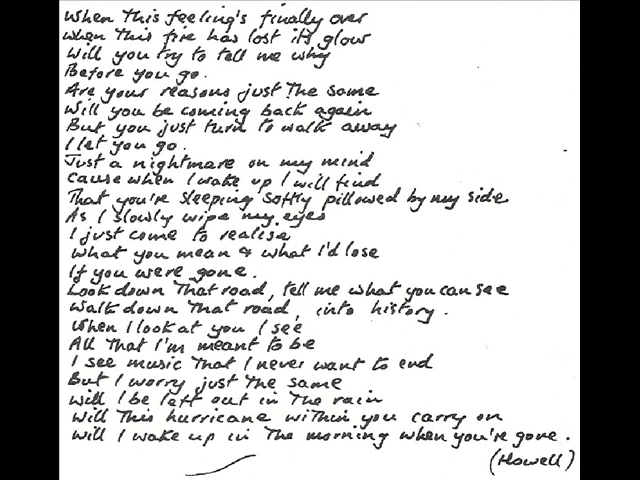 When this feeling's finally over
When this fire has lost its glow
Will you try to tell me why
Before you go.
Are your reasons just the same
Will you be coming back again
But you just turn to walk away
I let you go.
Just a nightmare on my mind
Cause when I wake up I will find
That you're sleeping softly pillowed by my side
As I slowly wipe my eyes
I just come to realise
What you mean & what I'd lose
If you were gone.
Look down that road, tell me what you can see
Walk down that road, into history.
When I look at you I see
All that I'm meant to be
I see music that I never want to end
But I worry just the same
Will I be left out in the rain
Will this hurricane within you carry on
Will I wake up in the morning when you're gone.
(Howell)